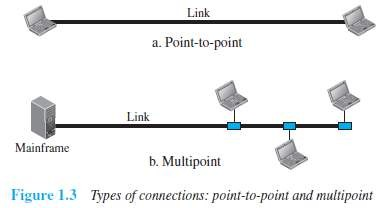 Link
a. Point-to-point
Link
Mainframe
b. Multipoint
Figure 1.3 Types of connections: point-to-point and multipoint